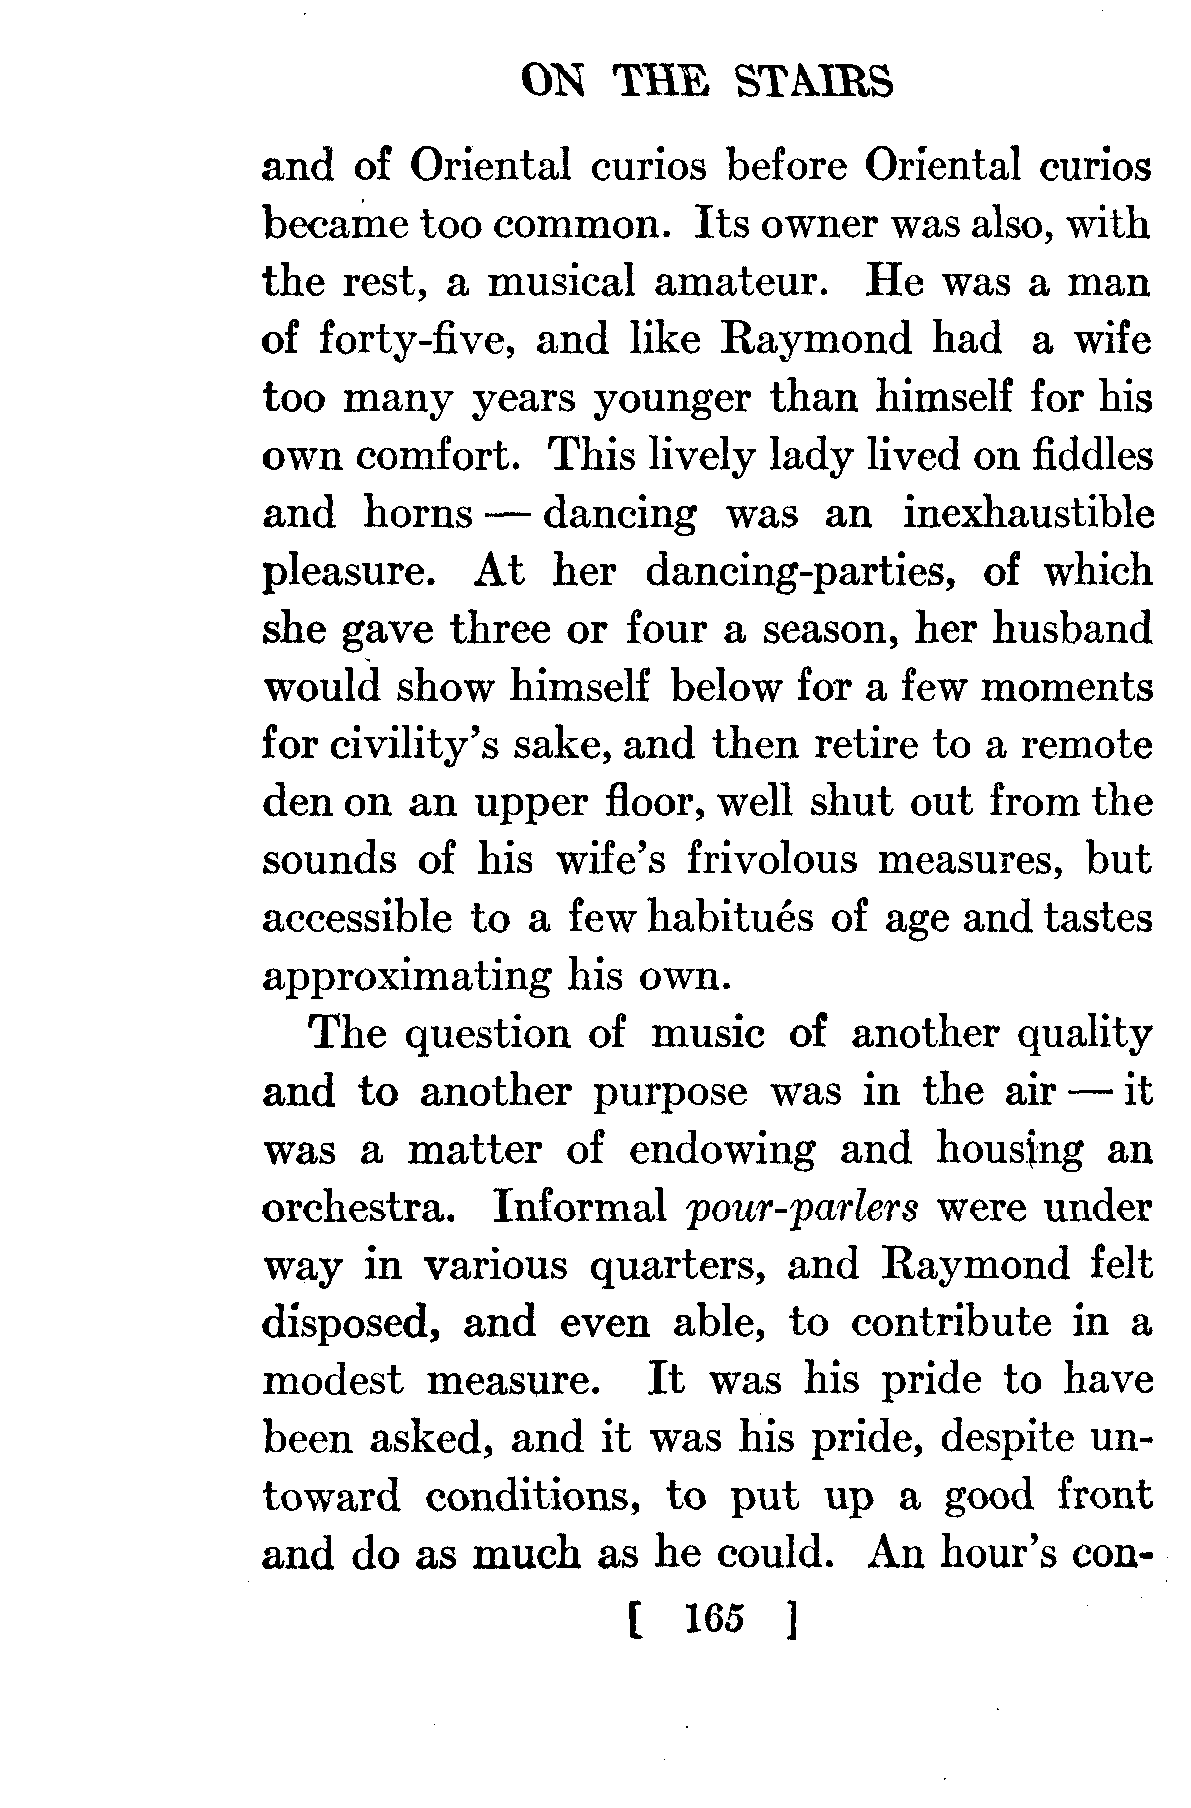 ON THE STAIRS
and of Oriental curios before Oriental curios
became too common. Its owner was also, with
the rest, a musical amateur. He was a man
of forty-five, and like Raymond had a wife
too many years younger than himself for his
own comfort. This lively lady lived on fiddles
and horns — dancing was an inexhaustible
pleasure. At her dancing-parties, of which
she gave three or four a season, her husband
would show himself below for a few moments
for civility's sake, and then retire to a remote
den on an upper floor, well shut out from the
sounds of his wife's frivolous measures, but
accessible to a few habitués of age and tastes
approximating his own.
The question of music of another quality
and to another purpose was in the air — it
was a matter of endowing and housing an
orchestra. Informal pour-parlers were under
way in various quarters, and Raymond felt
disposed, and even able, to contribute in a
modest measure. It was his pride to have
been asked, and it was his pride, despite un-
toward conditions, to put up a good front
and do as much as he could. An hour's con-
[ 165 ]